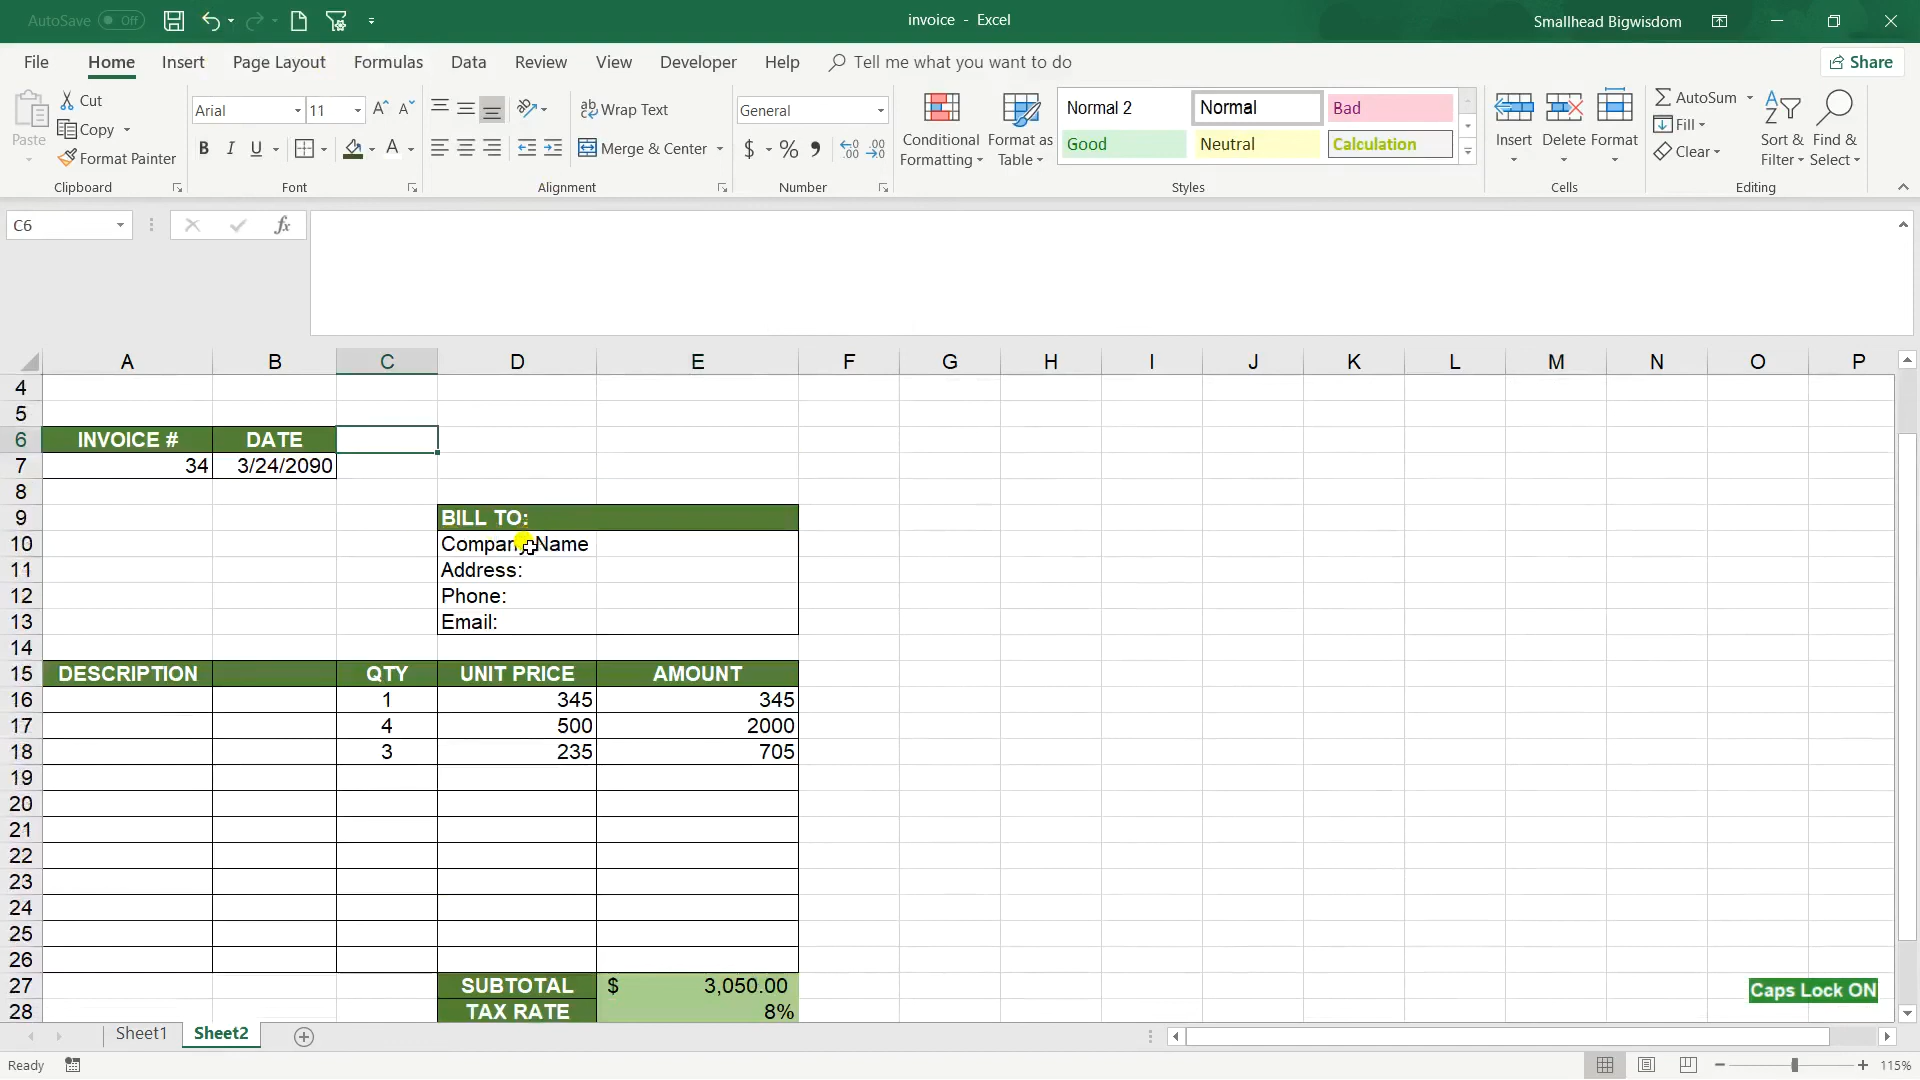 AutoSave Off
invoice - Excel
Smallhead Bigwisdom
File Home Insert Page Layout Formulas Data Review View Developer Help Tell me what you want to do
Share
Paste
Cut
Copy
Format Painter
Clipboard
Arial 11
B I U A
Font
Wrap Text
Merge & Center
Alignment
General
$ % ,
Number
Conditional Formatting
Format as Table
Normal 2 Normal Bad
Good Neutral Calculation
Styles
Insert Delete Format
Cells
AutoSum
Fill
Clear
Sort & Filter
Find & Select
Editing
C6
fx
A B C D E F G H I J K L M N O P
4
5
6 INVOICE # DATE
7 34 3/24/2090
8
9 BILL TO:
10 Company Name
11 Address:
12 Phone:
13 Email:
14
15 DESCRIPTION QTY UNIT PRICE AMOUNT
16 1 345 345
17 4 500 2000
18 3 235 705
19
20
21
22
23
24
25
26
27 SUBTOTAL $ 3,050.00
28 TAX RATE 8%
Caps Lock ON
Sheet1 Sheet2
Ready
115%